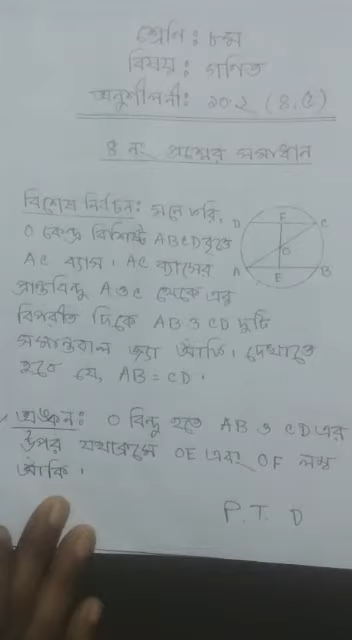 শ্রেণি: ৮ম
বিষয়: গণিত
অনুশীলনী: ১০.২ (৪,৫)
৪ নং প্রশ্নের সমাধান
বিশেষ নির্বচন: মনে করি,
O কেন্দ্র বিশিষ্ট ABCD বৃত্তে
AC ব্যাস। AC ব্যাসের
প্রান্তবিন্দু A ও C থেকে এর
বিপরীত দিকে AB ও CD দুটি
সমান্তরাল জ্যা আঁকি। দেখাতে
হবে যে, AB = CD.
D F C
O
A E B
অঙ্কন: O বিন্দু হতে AB ও CD এর
উপর যথাক্রমে OE এবং OF লম্ব
আঁকি।
P. T. D